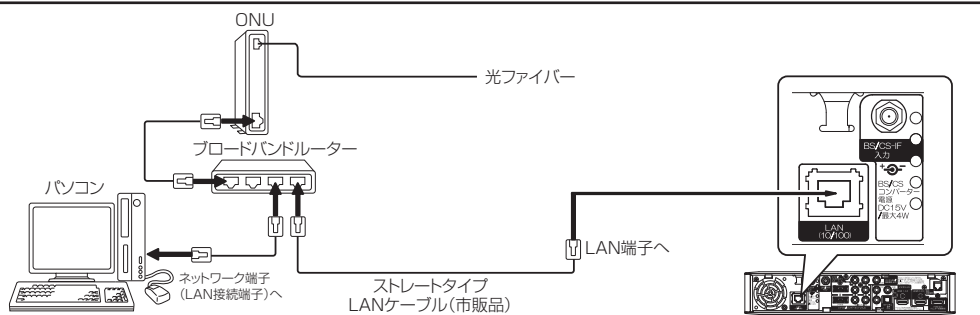 ONU
光ファイバー
ブロードバンドルーター
パソコン
ネットワーク端子
(LAN接続端子)へ
ストレートタイプ
LANケーブル(市販品)
LAN端子へ
BS/CS-IF
入力
BS/CS
コンバーター
電源
DC15V
/最大4W
LAN
(10/100)